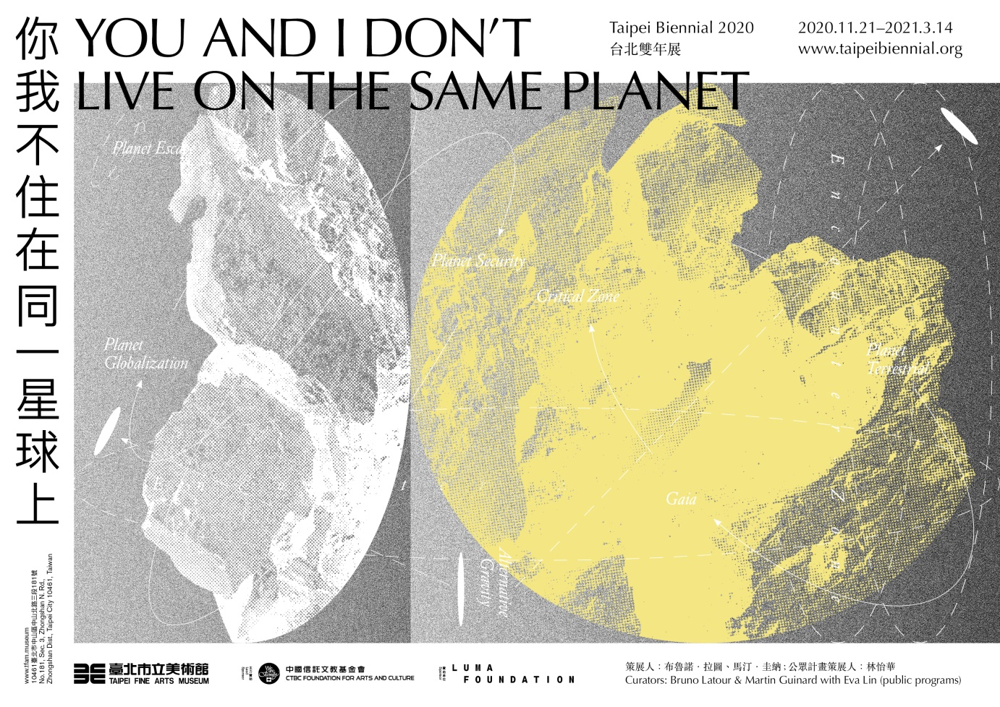 你我不住在同一星球上
YOU AND I DON'T
LIVE ON THE SAME PLANET
Taipei Biennial 2020
台北雙年展
2020.11.21–2021.3.14
www.taipeibiennial.org
Planet
Planet Security
Critical Zone
Planet
Globalization
Planet
Terrestrial
Encounter Zone
Gaia
Alternative
Gravity
www.tfam.museum
10461臺北市中山區中山北路三段181號
No.181, Sec. 3, Zhongshan N. Rd.,
Zhongshan Dist., Taipei City 10461, Taiwan
臺北市立美術館
TAIPEI FINE ARTS MUSEUM
中國信託文教基金會
CTBC FOUNDATION FOR ARTS AND CULTURE
LUMA
FOUNDATION
策展人：布魯諾．拉圖、馬汀．圭納；公眾計畫策展人：林怡華
Curators: Bruno Latour & Martin Guinard with Eva Lin (public programs)